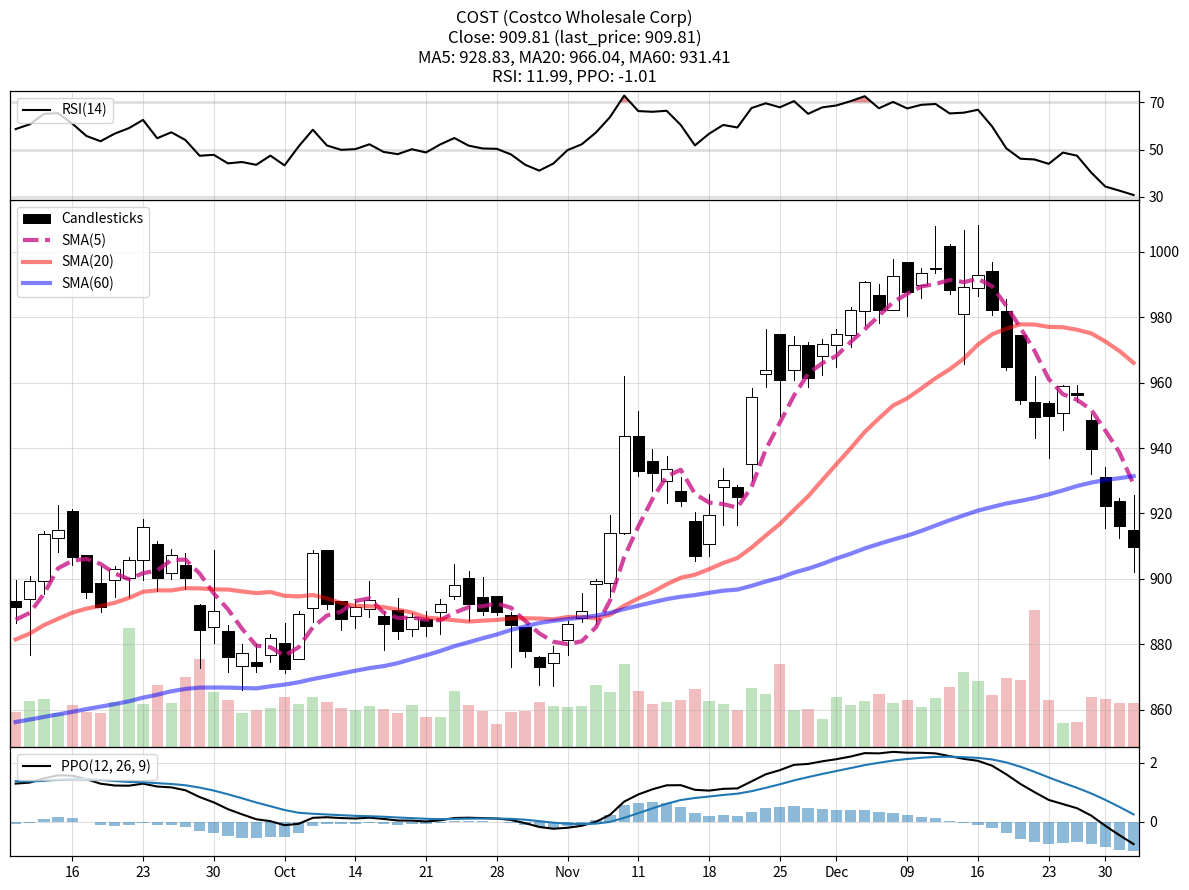 COST (Costco Wholesale Corp)
Close: 909.81 (last_price: 909.81)
MA5: 928.83, MA20: 966.04, MA60: 931.41
RSI: 11.99, PPO: -1.01
RSI(14)
70
50
30
Candlesticks
SMA(5)
SMA(20)
SMA(60)
1000
980
960
940
920
900
880
860
PPO(12, 26, 9)
2
0
16 23 30 Oct 14 21 28 Nov 11 18 25 Dec 09 16 23 30